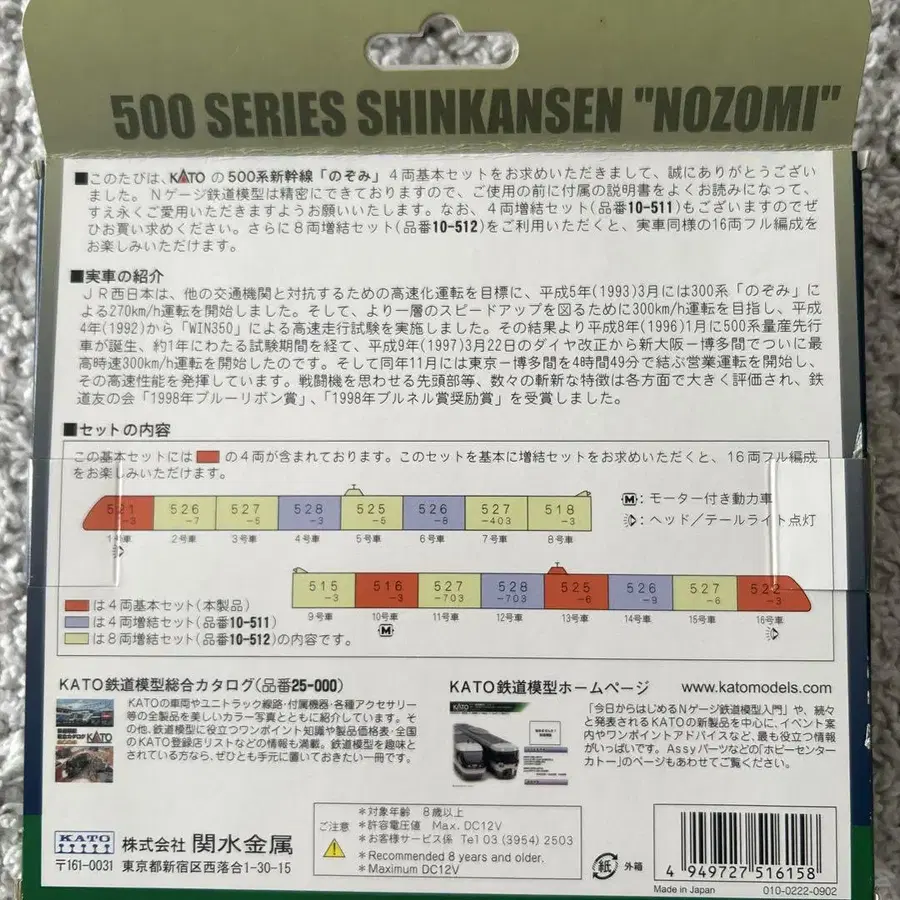 500 SERIES SHINKANSEN "NOZOMI"
■このたびは、KATOの500系新幹線「のぞみ」4両基本セットをお求めいただきまして、誠にありがとうござい
ました。Nゲージ鉄道模型は精密にできておりますので、ご使用の前に付属の説明書をよくお読みになって、
すえ永くご愛用いただきますようお願いいたします。なお、4両増結セット(品番10-511)もございますのでぜ
ひお買い求めください。さらに8両増結セット(品番10-512)をご利用いただくと、実車同様の16両フル編成を
お楽しみいただけます。
■実車の紹介
JR西日本は、他の交通機関と対抗するための高速化運転を目標に、平成5年(1993)3月には300系「のぞみ」に
よる270km/h運転を開始しました。そして、より一層のスピードアップを図るために300km/h運転を目指し、平成
4年(1992)から「WIN350」による高速走行試験を実施しました。その結果より平成8年(1996)1月に500系量産先行
車が誕生、約1年にわたる試験期間を経て、平成9年(1997)3月22日のダイヤ改正から新大阪ー博多間でついに最
高時速300km/h運転を開始したのです。そして同年11月には東京ー博多間を4時間49分で結ぶ営業運転を開始し、
その高速性能を発揮しています。戦闘機を思わせる先頭部等、数々の斬新な特徴は各方面で大きく評価され、鉄
道友の会「1998年ブルーリボン賞」、「1998年ブルネル賞奨励賞」を受賞しました。
■セットの内容
この基本セットには の4両が含まれております。このセットを基本に増結セットをお求めいただくと、16両フル編成
をお楽しみいただけます。
M:モーター付き動力車
:ヘッド/テールライト点灯
521 526 527 528 525 526 527 518
-3 -7 -5 -3 -5 -8 -403 -3
1号車 2号車 3号車 4号車 5号車 6号車 7号車 8号車
515 516 527 528 525 526 527 522
-3 -3 -703 -703 -6 -9 -6 -3
9号車 10号車 11号車 12号車 13号車 14号車 15号車 16号車
M
は4両基本セット(本製品)
は4両増結セット(品番10-511)
は8両増結セット(品番10-512)の内容です。
KATO鉄道模型総合カタログ(品番25-000)
KATOの車両やユニトラック線路・付属機器・各種アクセサリー
等の全製品を美しいカラー写真とともに紹介しています。そ
の他、鉄道模型に役立つワンポイント知識や製品価格表・全国
のKATO登録店リストなどの情報も満載。鉄道模型を趣味と
されている方なら、ぜひとも手元に置いておきたい一冊です。
KATO
KATO鉄道模型ホームページ www.katomodels.com
「今日からはじめるNゲージ鉄道模型入門」や、続々
と発表されるKATOの新製品を中心に、イベント案
内やワンポイントアドバイスなど、最も役立つ情報
がいっぱいです。Assyパーツなどの「ホビーセンター
カトー」のページもあわせてご覧ください。
KATO
KATO 株式会社 関水金属
〒161-0031 東京都新宿区西落合1-30-15
ご注意
*対象年齢 8歳以上
*許容電圧値 Max. DC12V
*お客様サービス係 Tel 03 (3954) 2503
*Recommended 8 years and older.
*Maximum DC12V
紙 外箱
4 949727 516158
Made in Japan 010-0222-0902